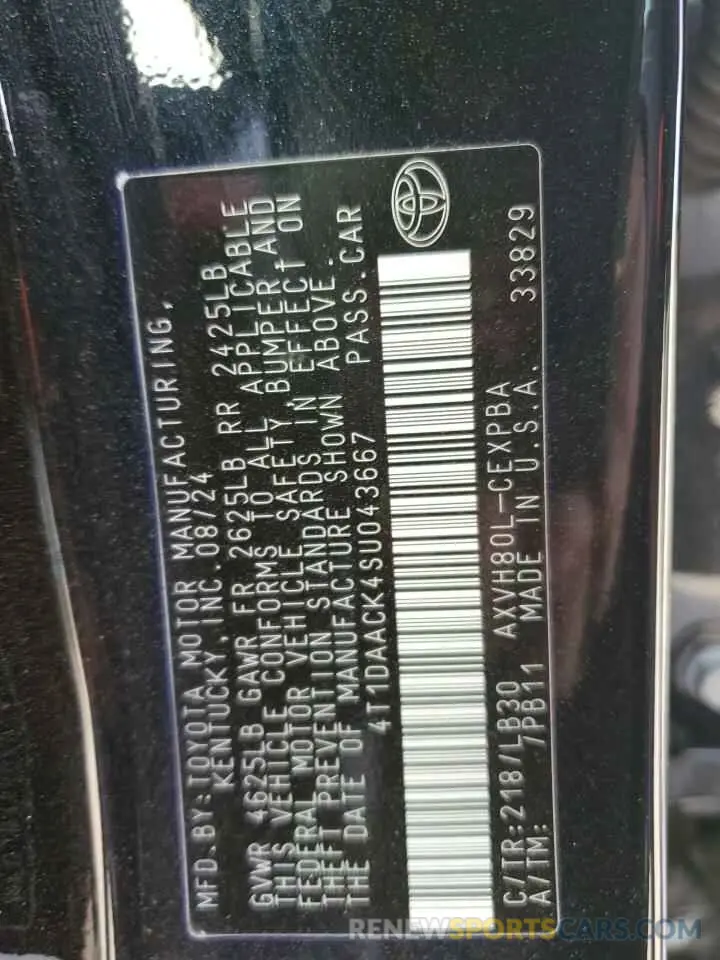 MFD. BY: TOYOTA MOTOR MANUFACTURING,
KENTUCKY, INC. 08/24
GVWR 4625LB GAWR FR 2625LB RR 2425LB
THIS VEHICLE CONFORMS TO ALL APPLICABLE
FEDERAL MOTOR VEHICLE SAFETY, BUMPER AND
THEFT PREVENTION STANDARDS IN EFFECT ON
THE DATE OF MANUFACTURE SHOWN ABOVE.
4T1DAACK4SU043667 PASS.CAR
C/TR:218/LB30 AXVH80L-CEXPBA
A/TM: /PB11 MADE IN U.S.A. 33829
RENEWSPORTSCARS.COM